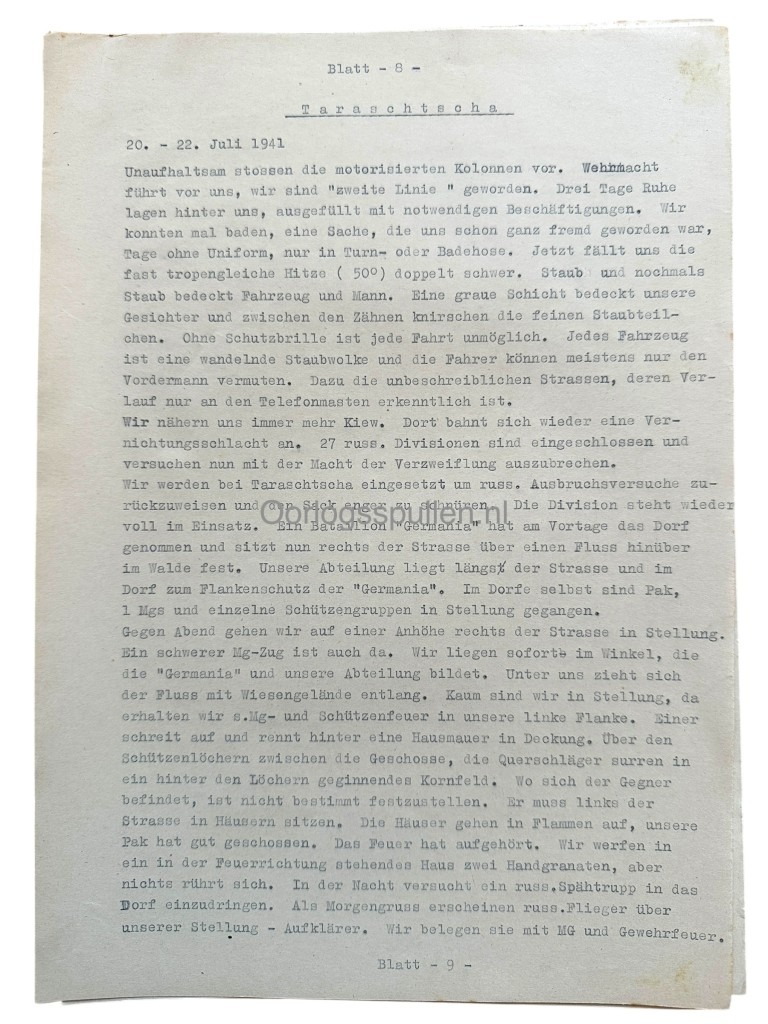 Blatt - 8 -
Taraschtscha
20. - 22. Juli 1941
Unaufhaltsam stossen die motorisierten Kolonnen vor. Wehrmacht
führt vor uns, wir sind "zweite Linie " geworden. Drei Tage Ruhe
lagen hinter uns, ausgefüllt mit notwendigen Beschäftigungen. Wir
konnten mal baden, eine Sache, die uns schon ganz fremd geworden war,
Tage ohne Uniform, nur in Turn- oder Badehose. Jetzt fällt uns die
fast tropengleiche Hitze ( 50°) doppelt schwer. Staub und nochmals
Staub bedeckt Fahrzeug und Mann. Eine graue Schicht bedeckt unsere
Gesichter und zwischen den Zähnen knirschen die feinen Staubteil-
chen. Ohne Schutzbrille ist jede Fahrt unmöglich. Jedes Fahrzeug
ist eine wandelnde Staubwolke und die Fahrer können meistens nur den
Vordermann vermuten. Dazu die unbeschreiblichen Strassen, deren Ver-
lauf nur an den Telefonmasten erkenntlich ist.
Wir nähern uns immer mehr Kiew. Dort bahnt sich wieder eine Ver-
nichtungsschlacht an. 27 russ. Divisionen sind eingeschlossen und
versuchen nun mit der Macht der Verzweiflung auszubrechen.
Wir werden bei Taraschtscha eingesetzt um russ. Ausbruchsversuche zu-
rückzuweisen und den Sack enger zu schnüren. Die Division steht wieder
voll im Einsatz. Ein Bataillon "Germania" hat am Vortage das Dorf
genommen und sitzt nun rechts der Strasse über einen Fluss hinüber
im Walde fest. Unsere Abteilung liegt längs der Strasse und im
Dorf zum Flankenschutz der "Germania". Im Dorfe selbst sind Pak,
l Mgs und einzelne Schützengruppen in Stellung gegangen.
Gegen Abend gehen wir auf einer Anhöhe rechts der Strasse in Stellung.
Ein schwerer Mg-Zug ist auch da. Wir liegen sofort im Winkel, die
die "Germania" und unsere Abteilung bildet. Unter uns zieht sich
der Fluss mit Wiesengelände entlang. Kaum sind wir in Stellung, da
erhalten wir s.Mg- und Schützenfeuer in unsere linke Flanke. Einer
schreit auf und rennt hinter eine Hausmauer in Deckung. Über den
Schützenlöchern zwischen die Geschosse, die Querschläger surren in
ein hinter den Löchern geginnendes Kornfeld. Wo sich der Gegner
befindet, ist nicht bestimmt festzustellen. Er muss links der
Strasse in Häusern sitzen. Die Häuser gehen in Flammen auf, unsere
Pak hat gut geschossen. Das Feuer hat aufgehört. Wir werfen in
ein in der Feuerrichtung stehendes Haus zwei Handgranaten, aber
nichts rührt sich. In der Nacht versucht ein russ.Spähtrupp in das
Dorf einzudringen. Als Morgengruss erscheinen russ.Flieger über
unserer Stellung - Aufklärer. Wir belegen sie mit MG und Gewehrfeuer.
Blatt - 9 -
Oorlogsspullen.nl